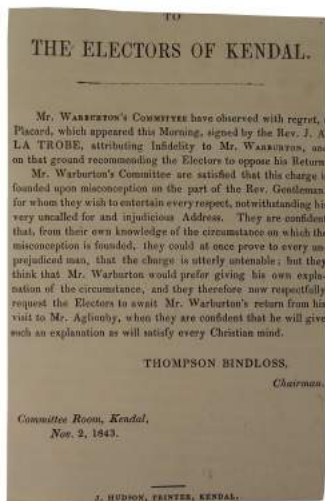 TO
THE ELECTORS OF KENDAL.
Mr. WARBURTON'S COMMITTEE have observed with regret,
Placard, which appeared this Morning, signed by the Rev. J. A
LA TROBE, attributing Infidelity to Mr. WARBURTON, and
on that ground recommending the Electors to oppose his Return
Mr. Warburton's Committee are satisfied that this charge i
founded upon misconception on the part of the Rev. Gentleman
for whom they wish to entertain every respect, notwithstanding his
very uncalled for and injudicious Address. They are confiden
that, from their own knowledge of the circumstance on which the
misconception is founded, they could at once prove to every un
prejudiced man, that the charge is utterly untenable; but they
think that Mr. Warburton would prefer giving his own expla-
nation of the circumstance, and they therefore now respectfully
request the Electors to await Mr. Warburton's return from his
visit to Mr. Aglionby, when they are confident that he will give
such an explanation as will satisfy every Christian mind.
THOMPSON BINDLOSS,
Chairman.
Committee Room, Kendal,
Nov. 2, 1843.
J. HUDSON, PRINTER, KENDAL.